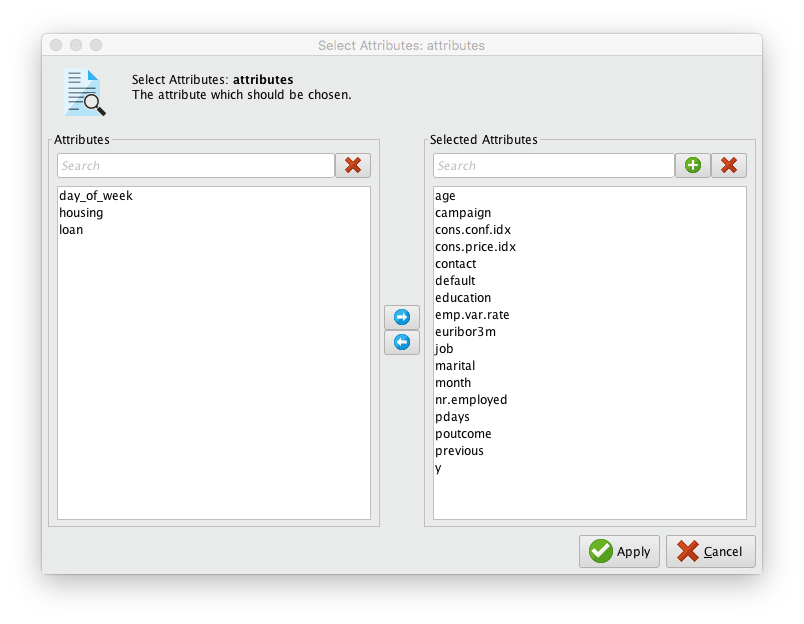 Select Attributes: attributes
Select Attributes: attributes
The attribute which should be chosen.
Attributes
Search
day_of_week
housing
loan
Selected Attributes
Search
age
campaign
cons.conf.idx
cons.price.idx
contact
default
education
emp.var.rate
euribor3m
job
marital
month
nr.employed
pdays
poutcome
previous
y
Apply
Cancel